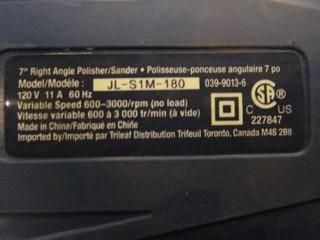 7" Right Angle Polisher/Sander • Polisseuse-ponceuse angulaire 7 po
Model/Modèle: JL-S1M-180 039-9013-6
120 V 11 A 60 Hz
Variable Speed 600-3000/rpm (no load)
Vitesse variable 600 à 3 000 tr/min (à vide)
Made in China/Fabriqué en Chine
Imported by/Importé par Trileaf Distribution Trifeuil Toronto, Canada M4S 2B8
SA
C US
227847